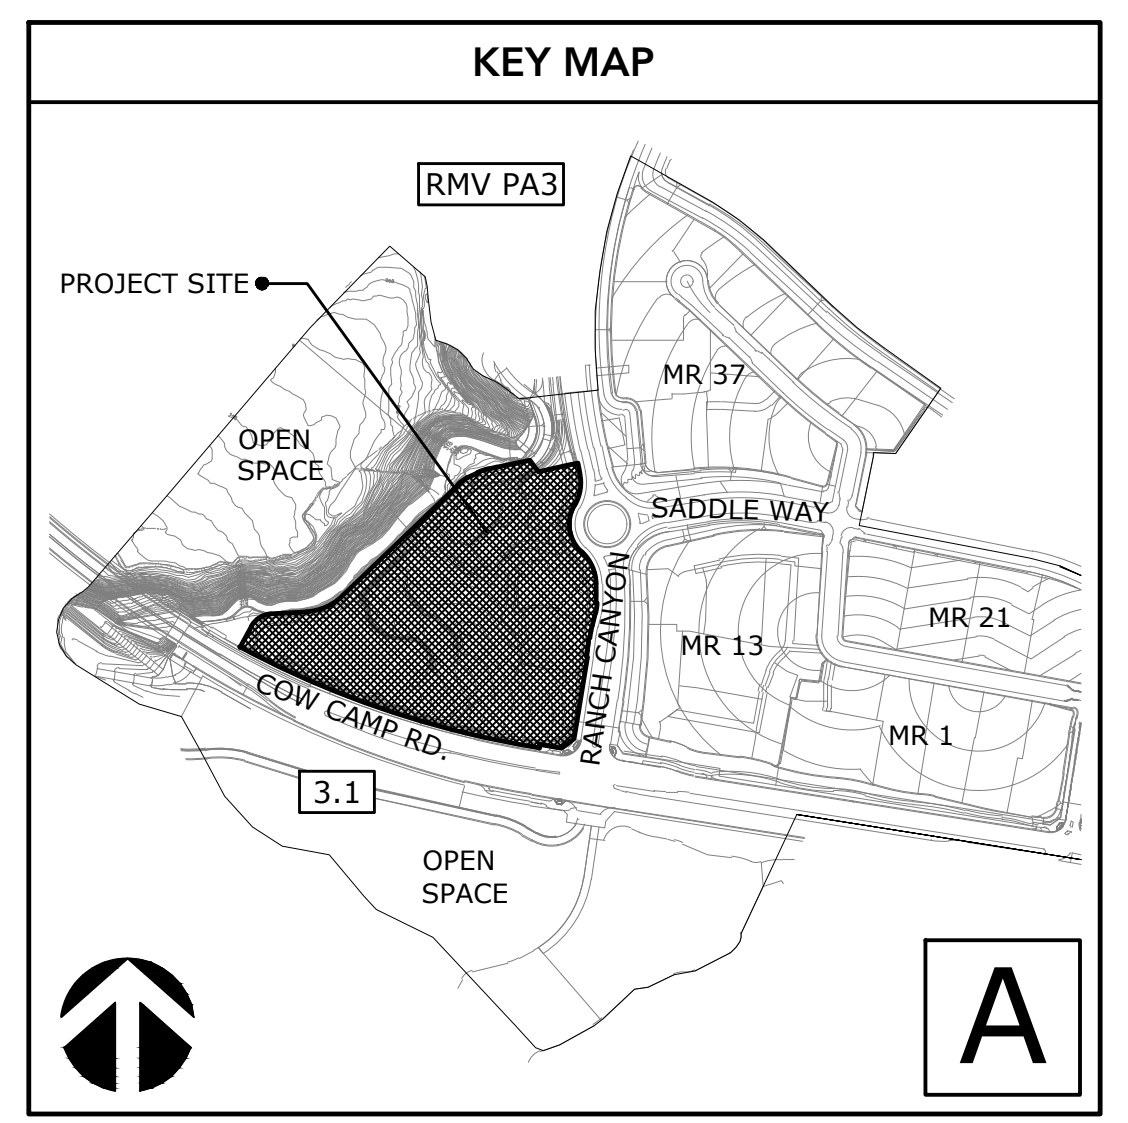 KEY MAP
RMV PA3
PROJECT SITE
MR 37
OPEN
SPACE
SADDLE WAY
RANCH CANYON
MR 21
MR 13
COW CAMP RD.
MR 1
3.1
OPEN
SPACE
A